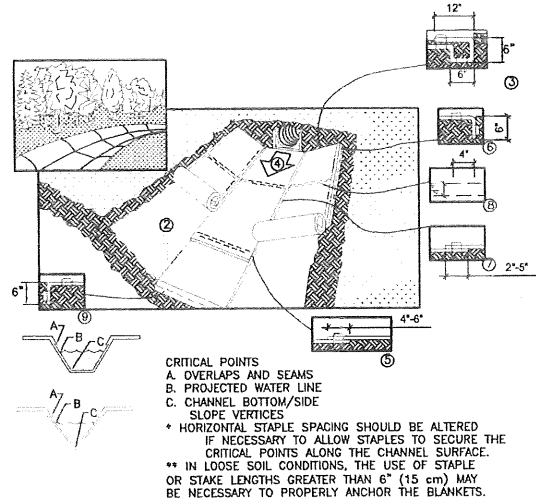 12"
6"
6'
3
6"
6
4
4"
8
2
7
2"-5"
6"
9
4"-6"
5
A
B
C
A
B
C
CRITICAL POINTS
A. OVERLAPS AND SEAMS
B. PROJECTED WATER LINE
C. CHANNEL BOTTOM/SIDE
SLOPE VERTICES
* HORIZONTAL STAPLE SPACING SHOULD BE ALTERED
IF NECESSARY TO ALLOW STAPLES TO SECURE THE
CRITICAL POINTS ALONG THE CHANNEL SURFACE.
** IN LOOSE SOIL CONDITIONS, THE USE OF STAPLE
OR STAKE LENGTHS GREATER THAN 6" (15 cm) MAY
BE NECESSARY TO PROPERLY ANCHOR THE BLANKETS.